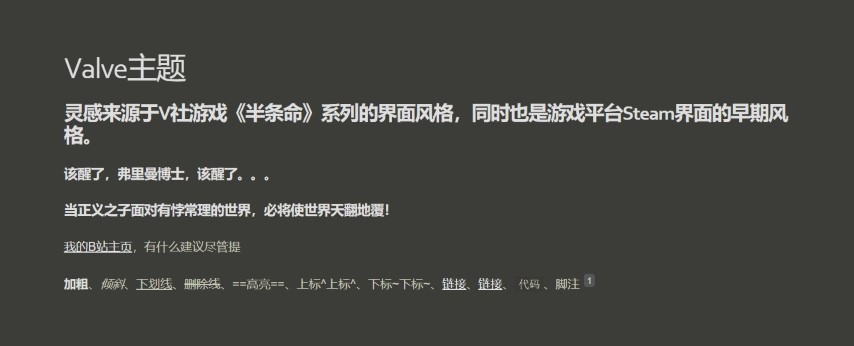 Valve主题
灵感来源于V社游戏《半条命》系列的界面风格，同时也是游戏平台Steam界面的早期风
格。
该醒了，弗里曼博士，该醒了。。。
当正义之子面对有悖常理的世界，必将使世界天翻地覆！
我的B站主页，有什么建议尽管提
加粗、倾斜、下划线、删除线、==高亮==、上标^上标^、下标~下标~、链接、链接、 代码 、脚注 1